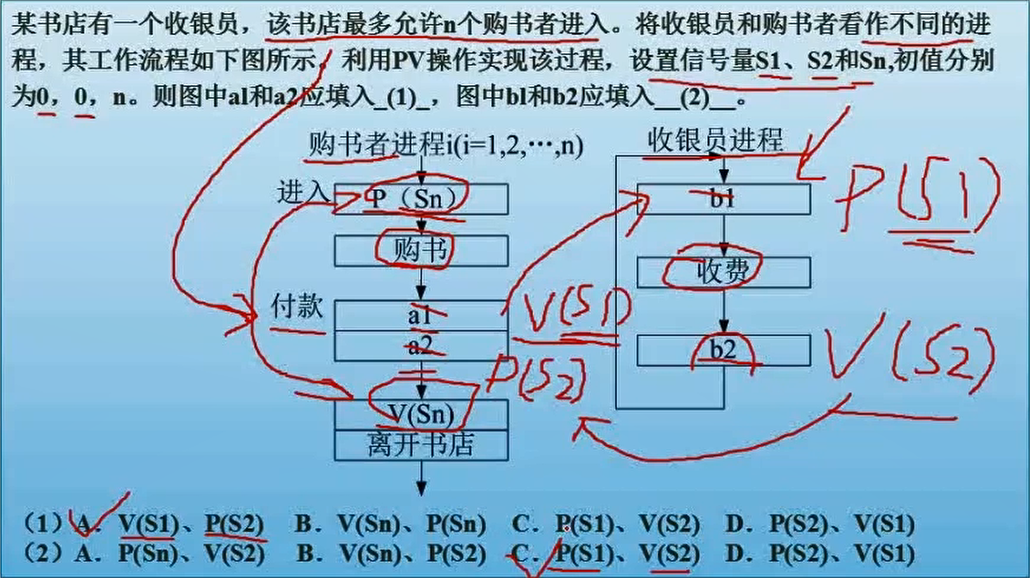 某书店有一个收银员，该书店最多允许n个购书者进入。将收银员和购书者看作不同的进
程，其工作流程如下图所示，利用PV操作实现该过程，设置信号量S1、S2和Sn,初值分别
为0，0，n。则图中al和a2应填入_(1)_，图中bl和b2应填入__(2)__。
购书者进程i(i=1,2,⋯,n)
收银员进程
进入
P（Sn）
b1
P(S1)
购书
收费
付款
a1
V(S1)
a2
P(S2)
b2
V(S2)
V(Sn)
离开书店
（1）A. V(S1)、P(S2) B. V(Sn)、P(Sn) C. P(S1)、V(S2) D. P(S2)、V(S1)
（2）A. P(Sn)、V(S2) B. V(Sn)、P(S2) C. P(S1)、V(S2) D. P(S2)、V(S1)